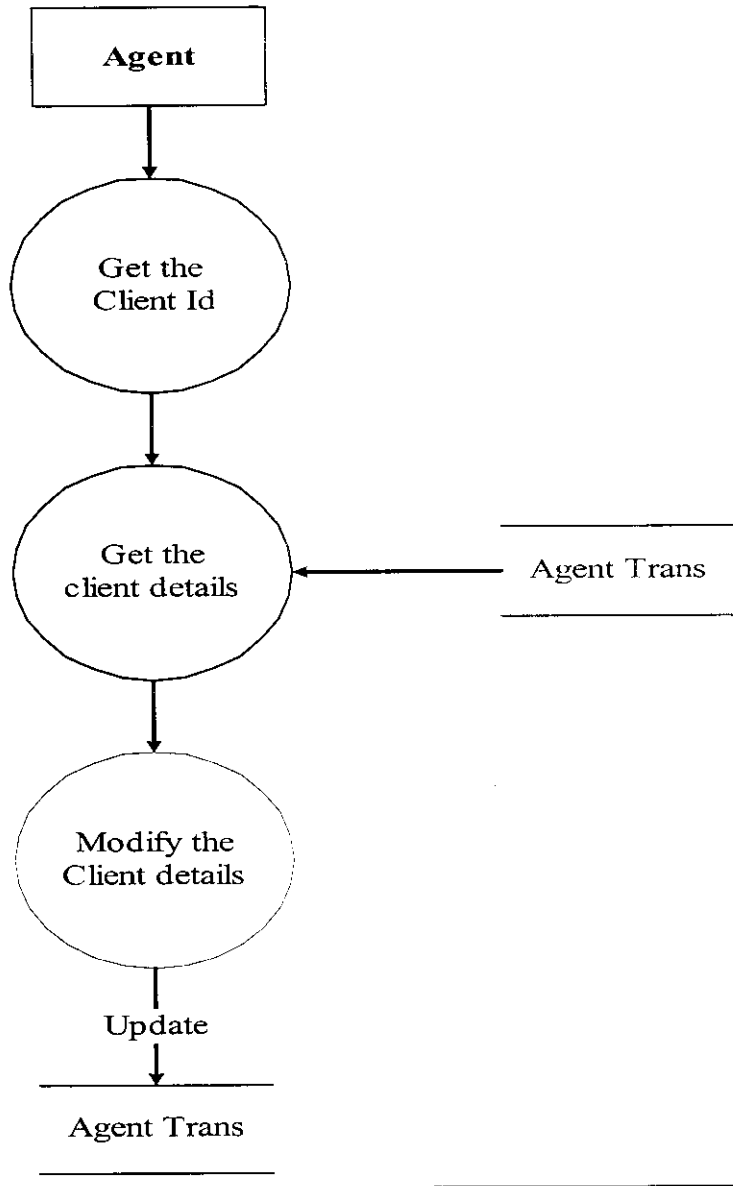 Agent
Get the
Client Id
Get the
client details
Agent Trans
Modify the
Client details
Update
Agent Trans